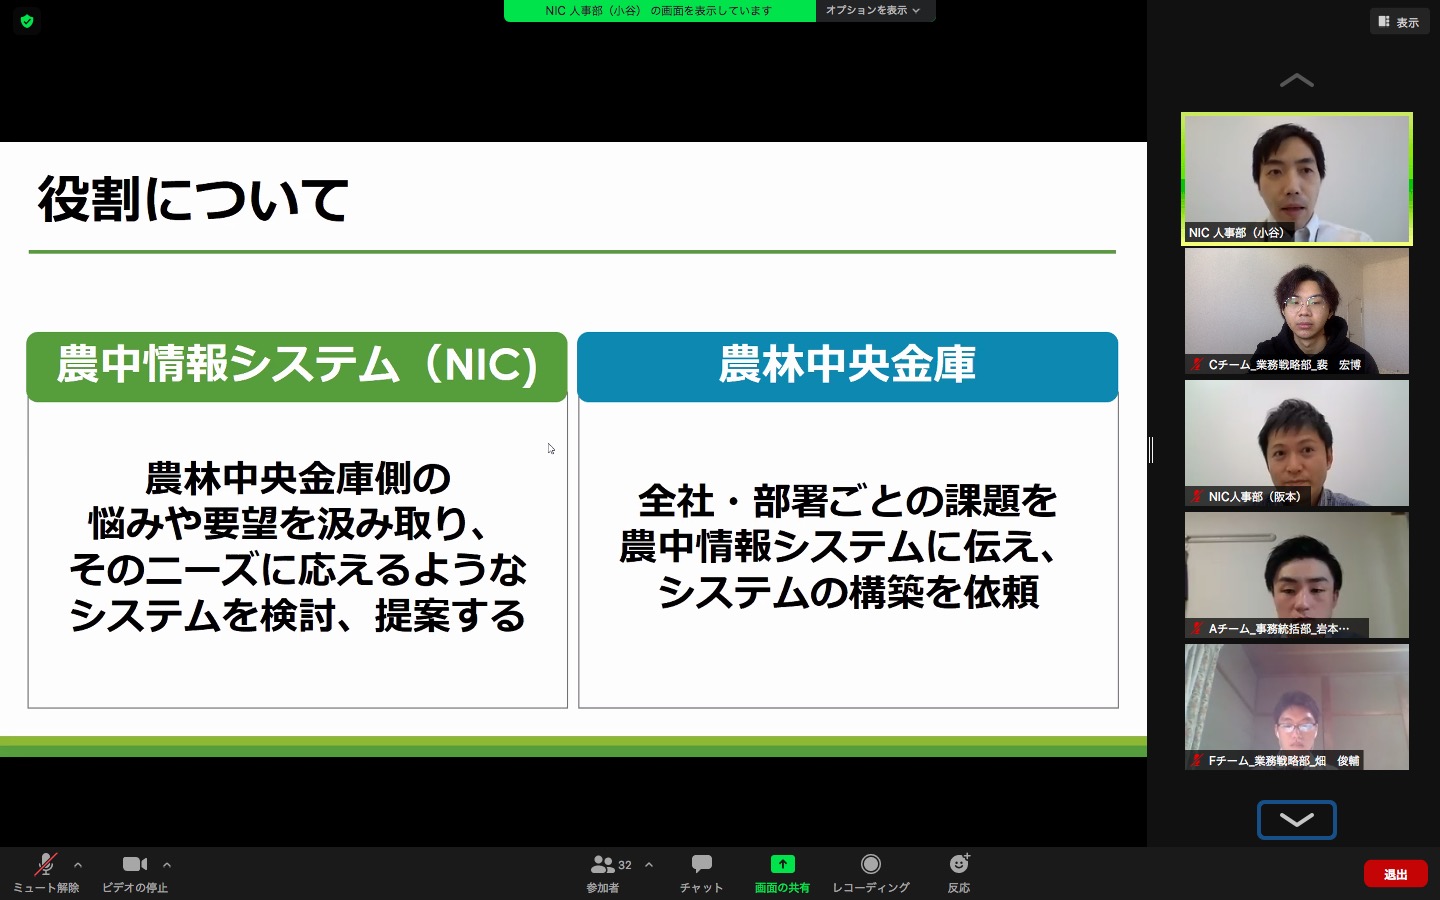 NIC 人事部（小谷） の画面を表示しています
オプションを表示
表示
役割について
農中情報システム（NIC)
農林中央金庫側の
悩みや要望を汲み取り、
そのニーズに応えるような
システムを検討、提案する
農林中央金庫
全社・部署ごとの課題を
農中情報システムに伝え、
システムの構築を依頼
NIC 人事部（小谷）
Cチーム_業務戦略部_裴　宏博
NIC人事部（阪本）
Aチーム_事務統括部_岩本…
Fチーム_業務戦略部_畑　俊輔
ミュート解除
ビデオの停止
32
参加者
チャット
画面の共有
レコーディング
反応
退出